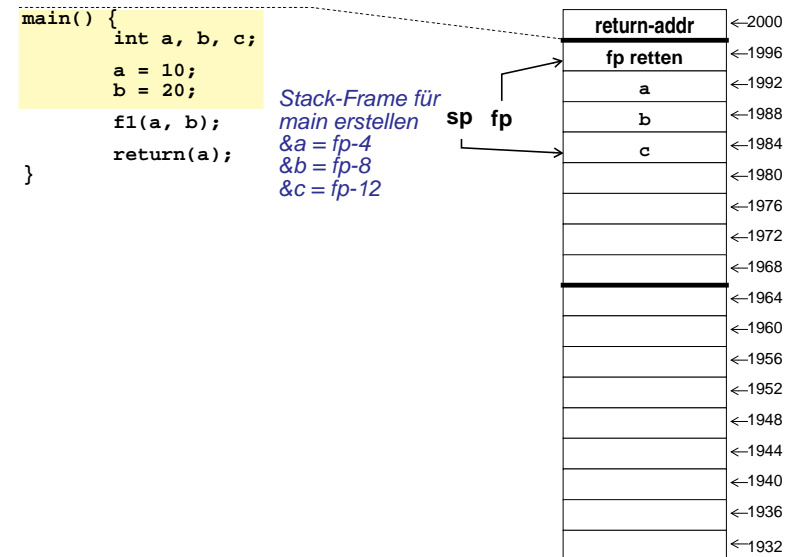 main() {
int a, b, c;
a = 10;
b = 20;
f1(a, b);
return(a);
}
Stack-Frame für
main erstellen
&a = fp-4
&b = fp-8
&c = fp-12
sp fp
return-addr
fp retten
a
b
c
2000
1996
1992
1988
1984
1980
1976
1972
1968
1964
1960
1956
1952
1948
1944
1940
1936
1932